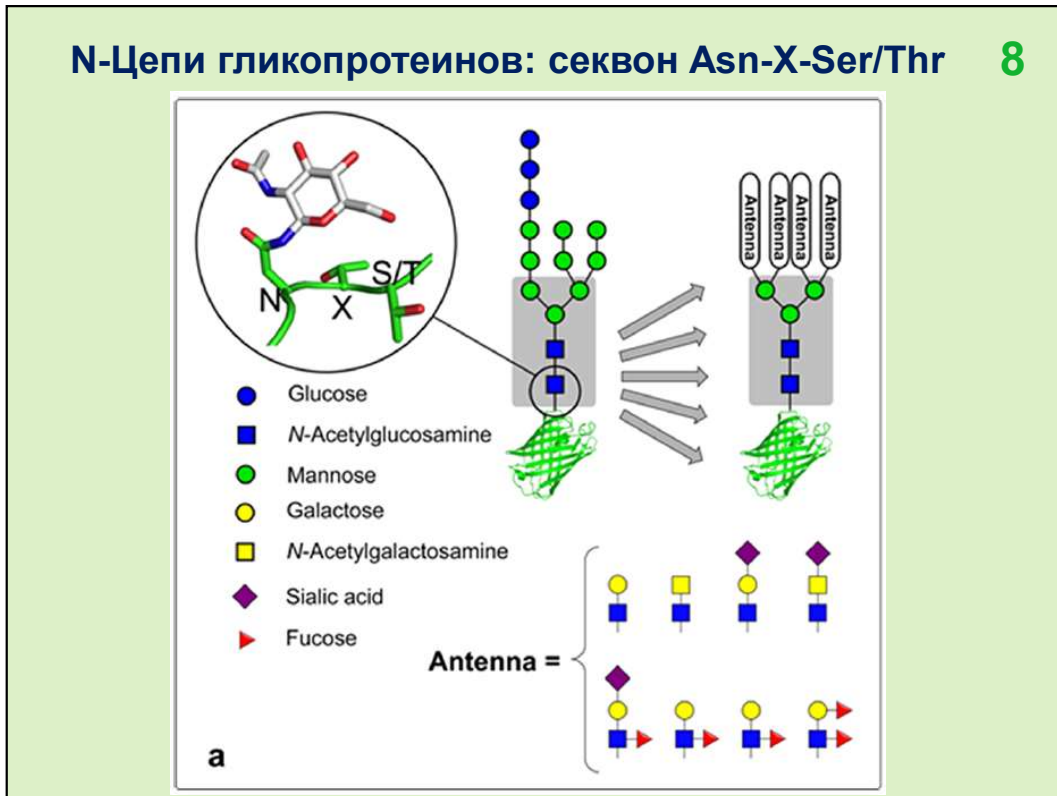 N-Цепи гликопротеинов: секвон Asn-X-Ser/Thr
8
N
X
S/T
Antenna
Antenna
Antenna
Antenna
Glucose
N-Acetylglucosamine
Mannose
Galactose
N-Acetylgalactosamine
Sialic acid
Fucose
Antenna =
a